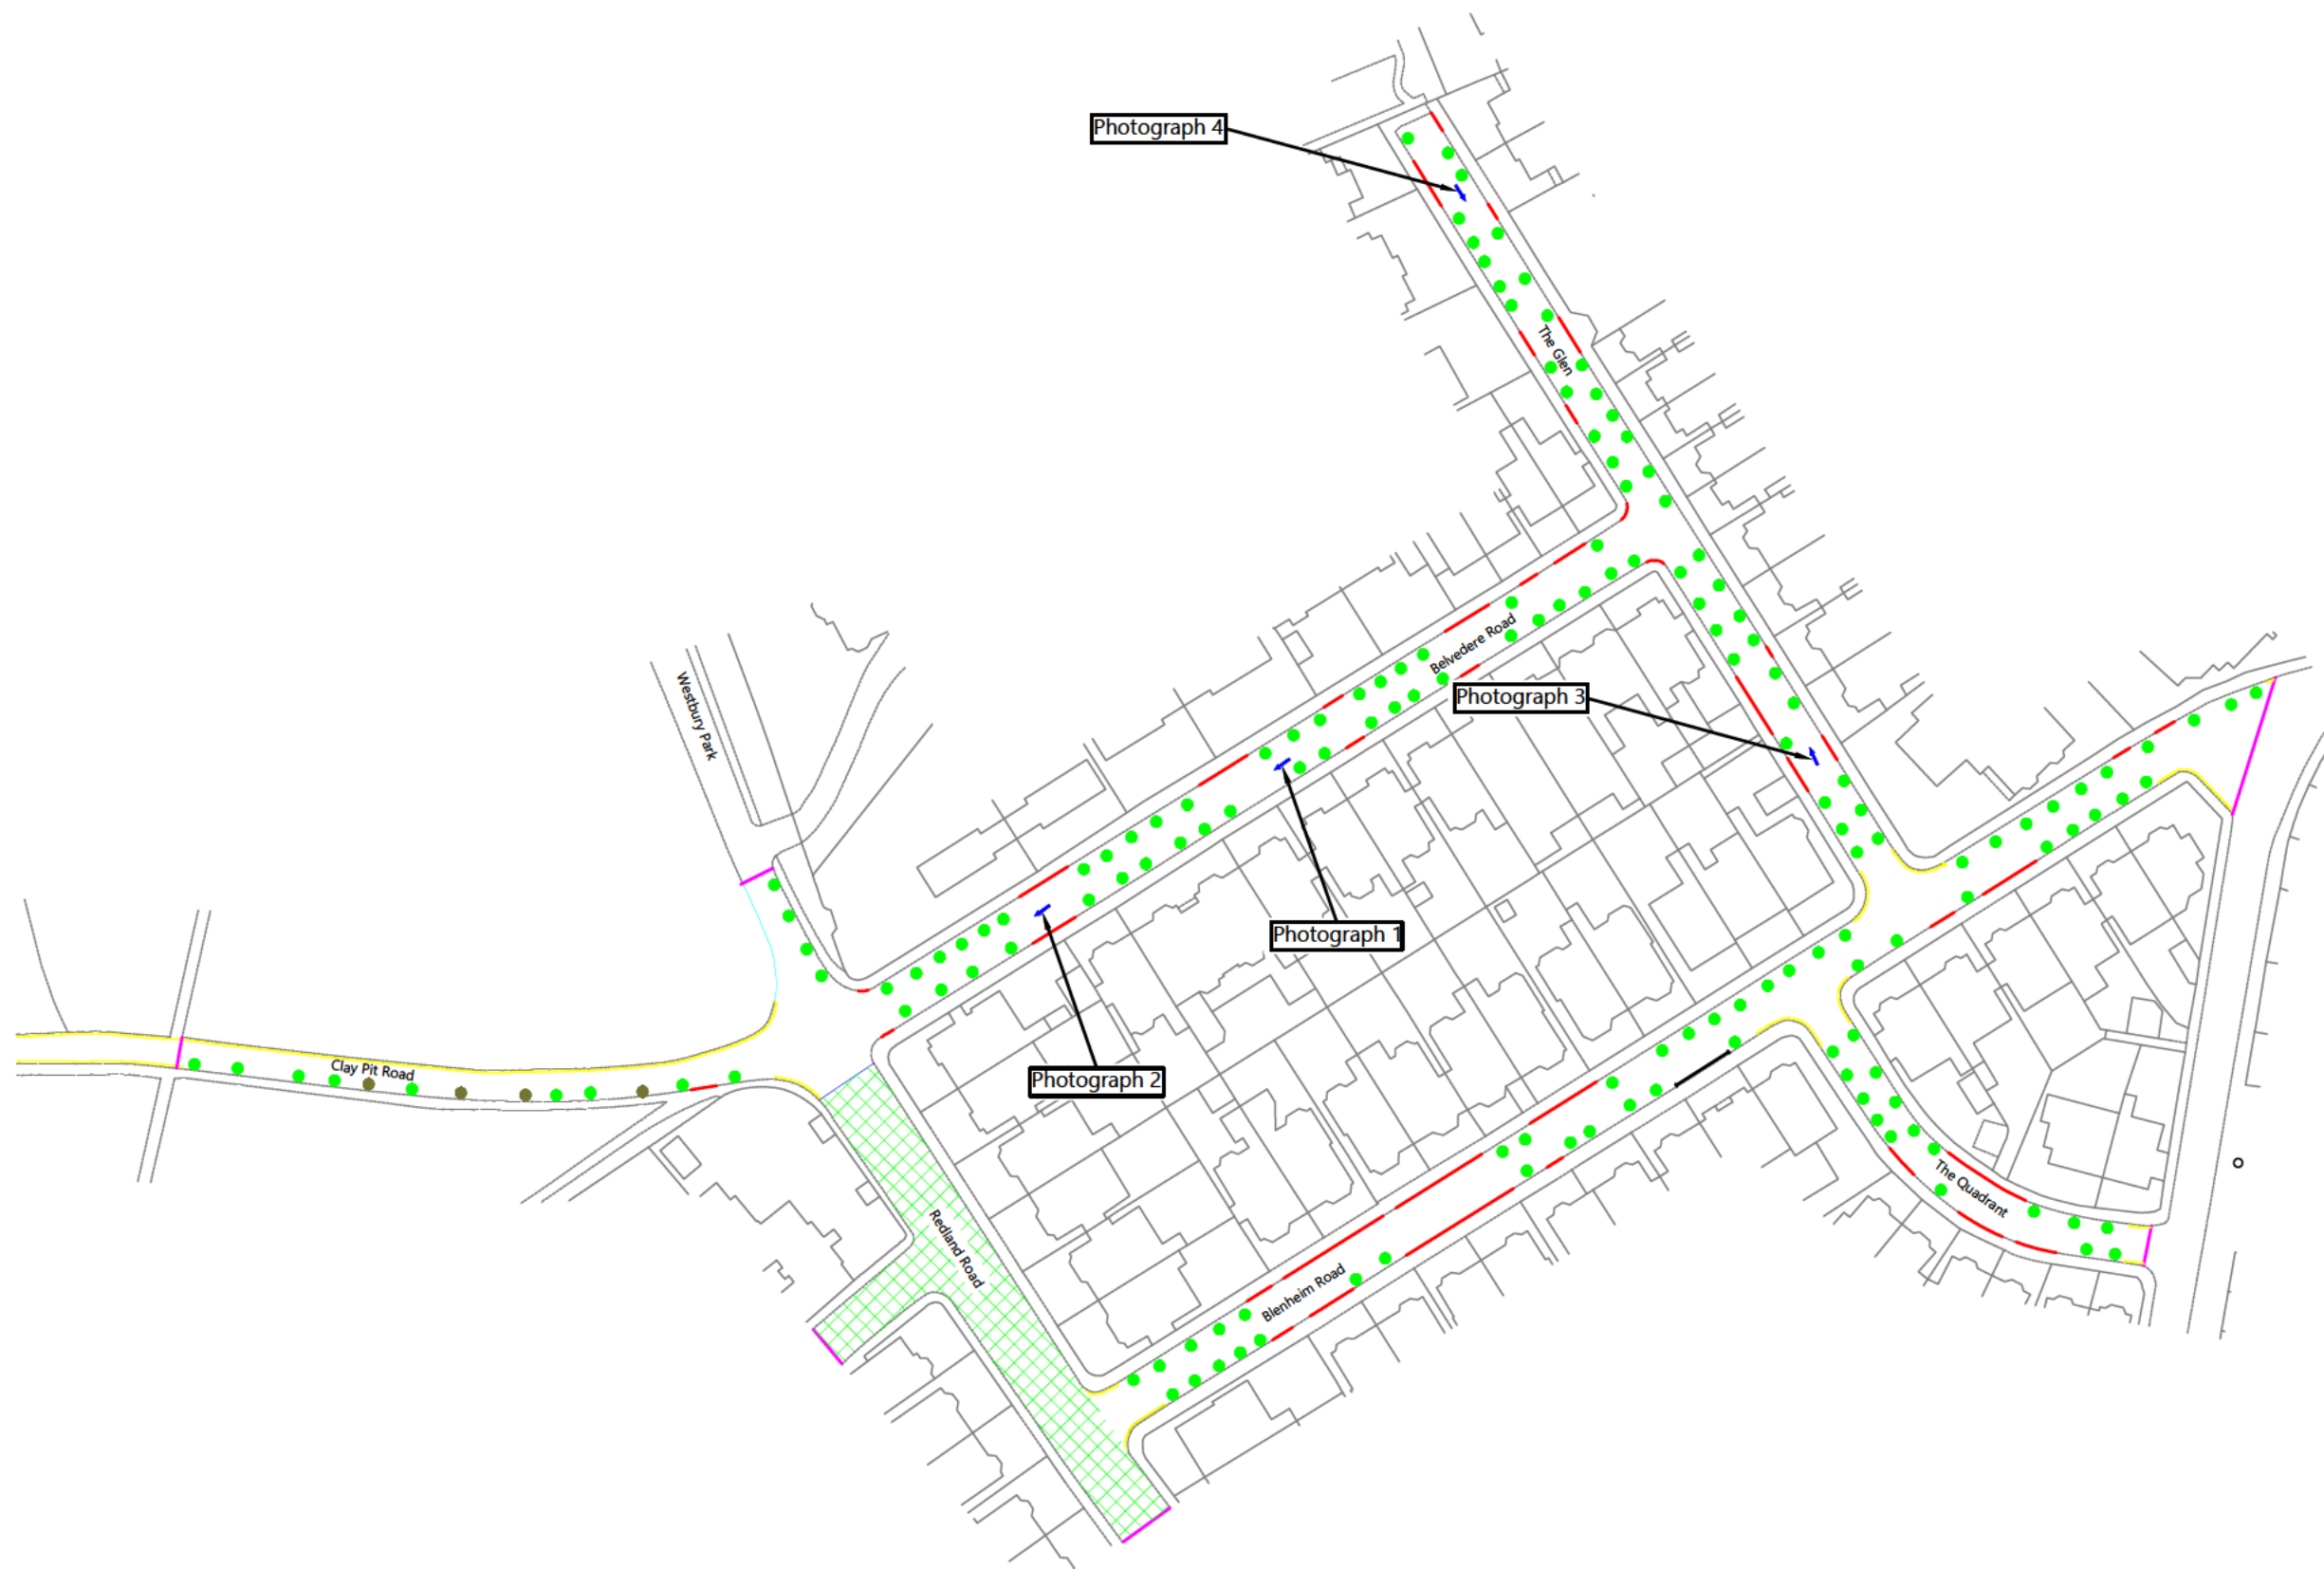 Photograph 4
The Glen
Belvedere Road
Photograph 3
Westbury Park
Photograph 1
Clay Pit Road
Photograph 2
The Quadrant
Redland Road
Blenheim Road